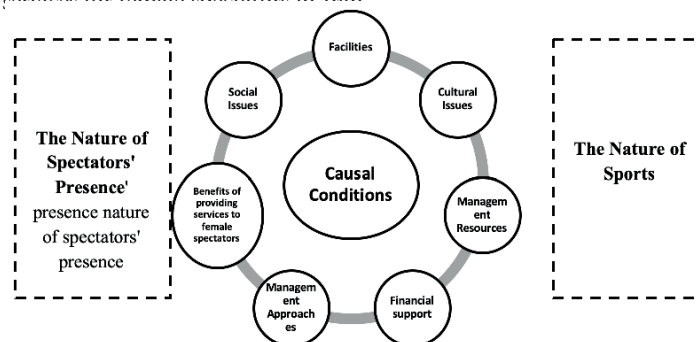 The Nature of
Spectators'
Presence'
presence nature
of spectators'
presence
Facilities
Social
Issues
Cultural
Issues
Causal
Conditions
Benefits of
providing
services to
female
spectators
Managem
ent
Resources
Managem
ent
Approach
es
Financial
support
The Nature of
Sports